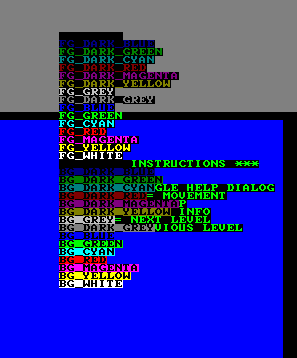 FG_DARK_BLUE
FG_DARK_GREEN
FG_DARK_CYAN
FG_DARK_RED
FG_DARK_MAGENTA
FG_DARK_YELLOW
FG_GREY
FG_DARK_GREY
FG_BLUE
FG_GREEN
FG_CYAN
FG_RED
FG_MAGENTA
FG_YELLOW
FG_WHITE
INSTRUCTIONS ***
BG_DARK_BLUE
BG_DARK_GREEN
BG_DARK_CYANGLE HELP DIALOG
BG_DARK_RED= MOVEMENT
BG_DARK_MAGENTAP
BG_DARK_YELLOW INFO
BG_GREY= NEXT LEVEL
BG_DARK_GREYVIOUS LEVEL
BG_BLUE
BG_GREEN
BG_CYAN
BG_RED
BG_MAGENTA
BG_YELLOW
BG_WHITE